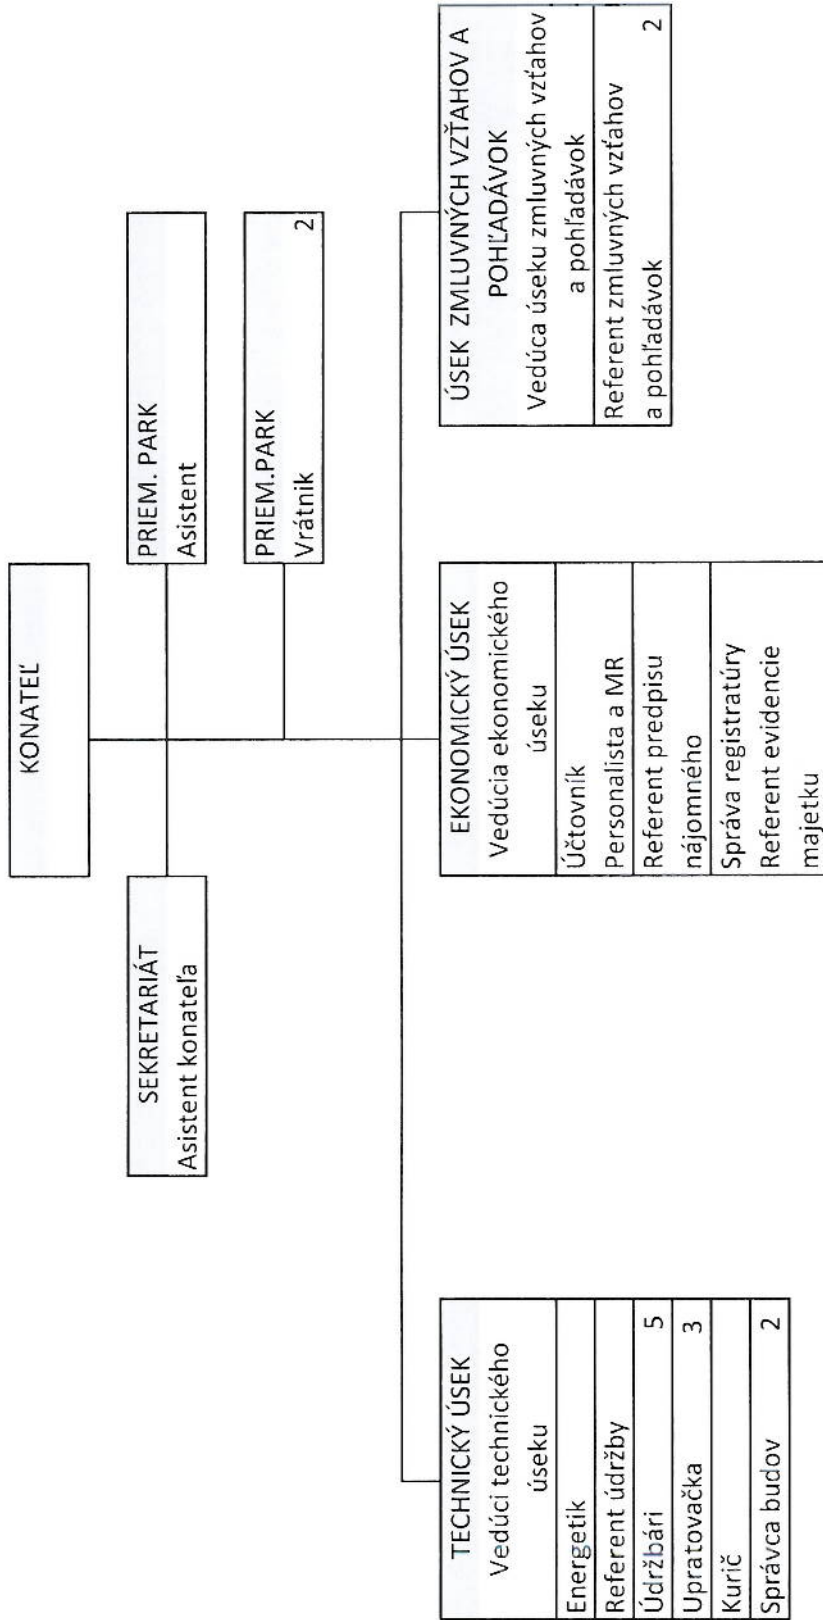 KONATEĽ
SEKRETARIÁT
Asistent konateľa
PRIEM. PARK
Asistent
PRIEM.PARK
Vrátnik 2
TECHNICKÝ ÚSEK
Vedúci technického
úseku
Energetik
Referent údržby
Údržbári 5
Upratovačka 3
Kurič
Správca budov 2
EKONOMICKÝ ÚSEK
Vedúcia ekonomického
úseku
Účtovník
Personalista a MR
Referent predpisu
nájomného
Správa registratúry
Referent evidencie
majetku
ÚSEK ZMLUVNÝCH VZŤAHOV A
POHĽADÁVOK
Vedúca úseku zmluvných vzťahov
a pohľadávok
Referent zmluvných vzťahov
a pohľadávok 2